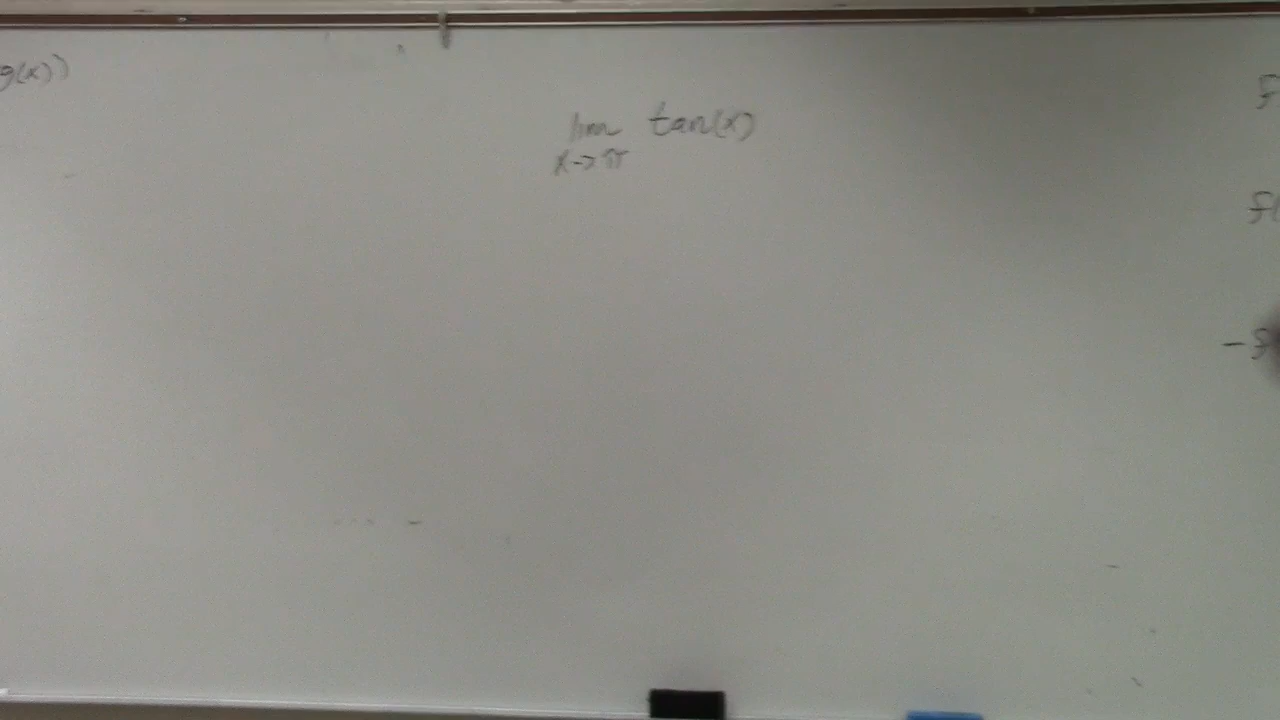 g(x))
lim tan(x)
x->π
f
f(
-f